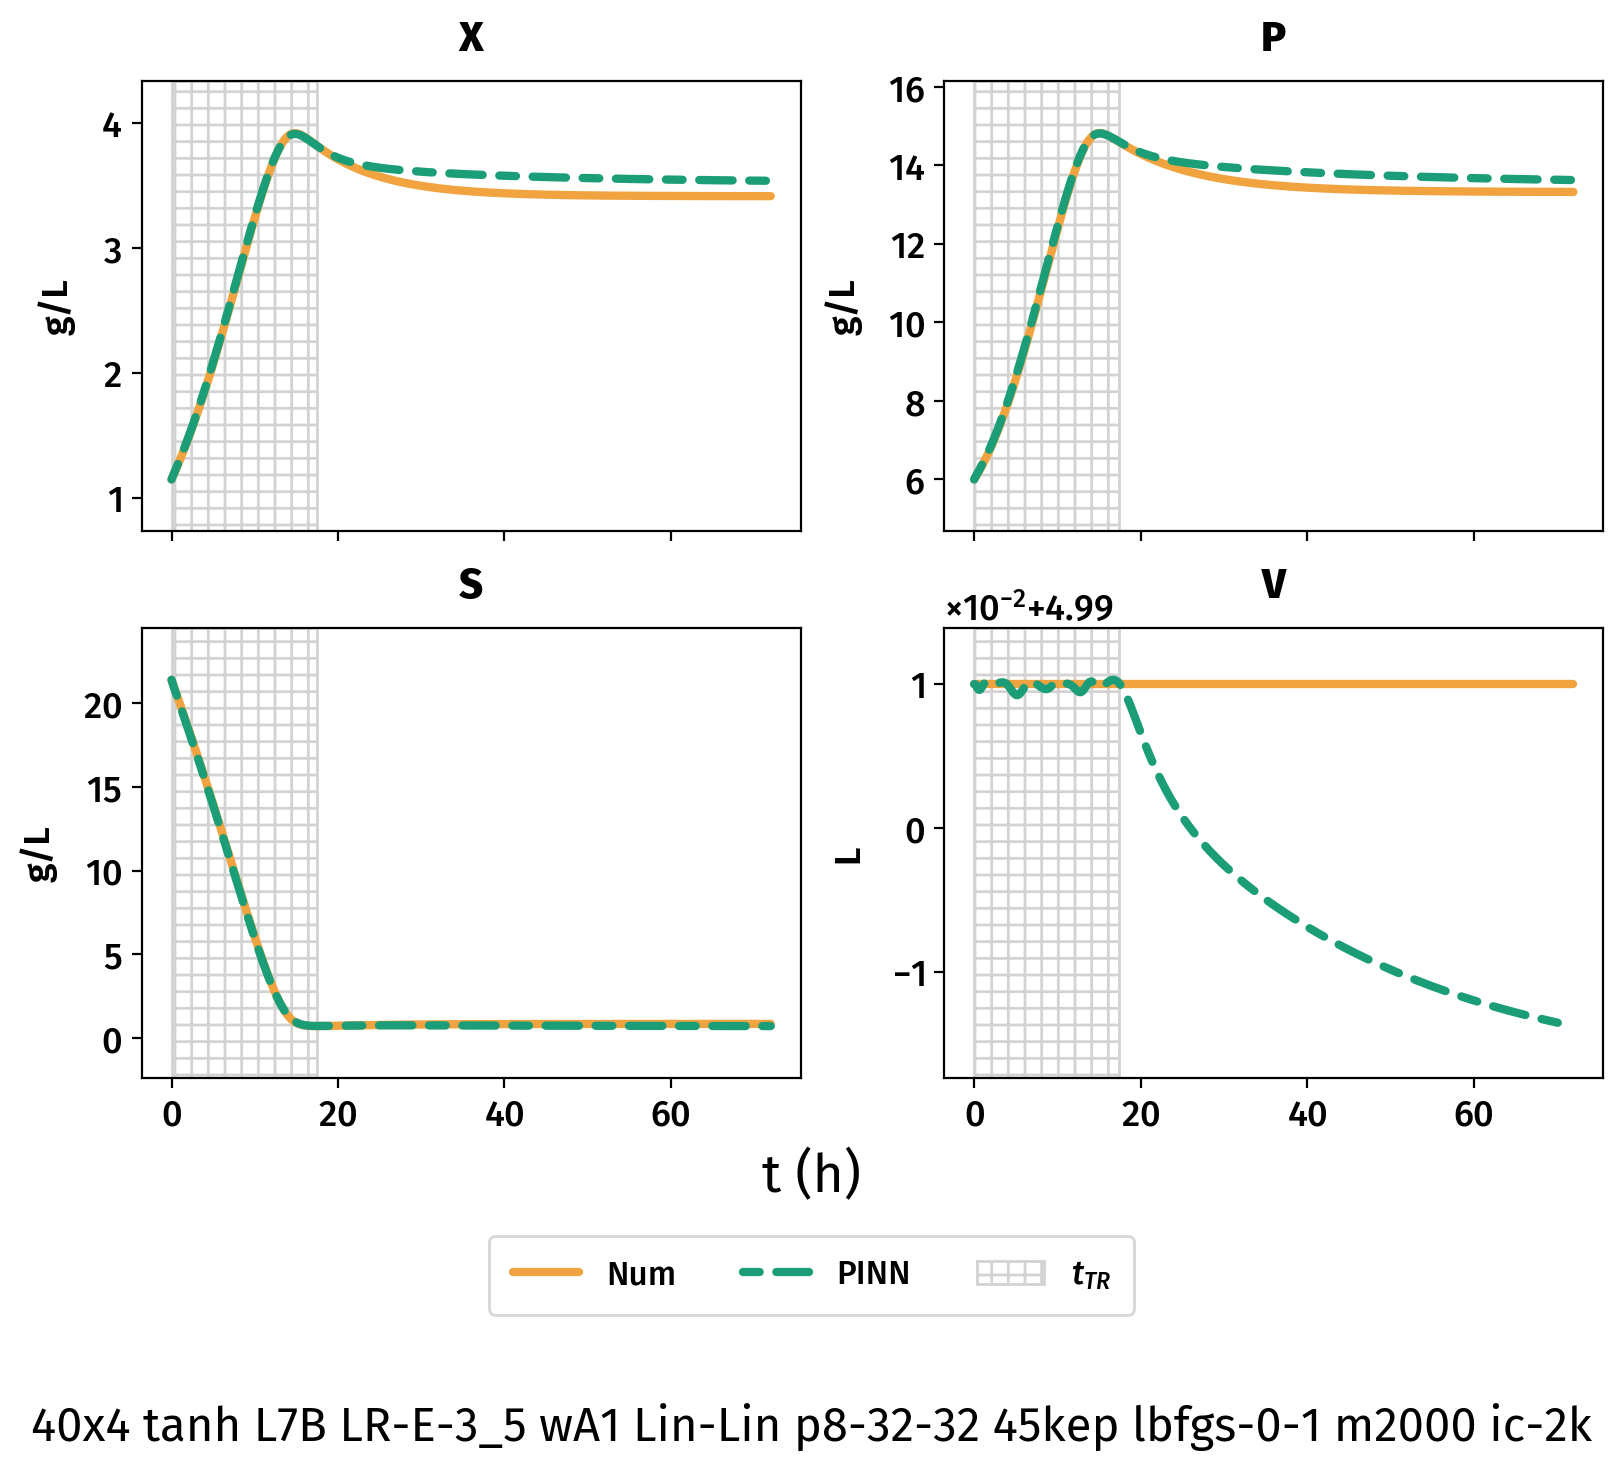 X
4
3
2
1
g/L
P
16
14
12
10
8
6
g/L
S
20
15
10
5
0
g/L
0
20
40
60
V
×10⁻²+4.99
1
0
−1
L
0
20
40
60
t (h)
Num PINN t_TR
40x4 tanh L7B LR-E-3_5 wA1 Lin-Lin p8-32-32 45kep lbfgs-0-1 m2000 ic-2k